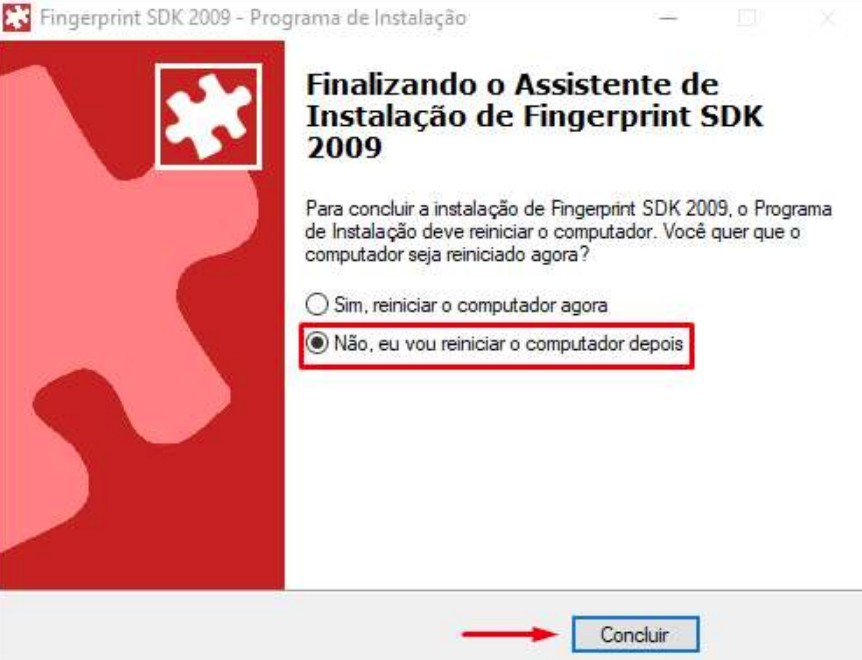 Fingerprint SDK 2009 - Programa de Instalação
Finalizando o Assistente de
Instalação de Fingerprint SDK
2009
Para concluir a instalação de Fingerprint SDK 2009, o Programa
de Instalação deve reiniciar o computador. Você quer que o
computador seja reiniciado agora?
Sim, reiniciar o computador agora
Não, eu vou reiniciar o computador depois
Concluir